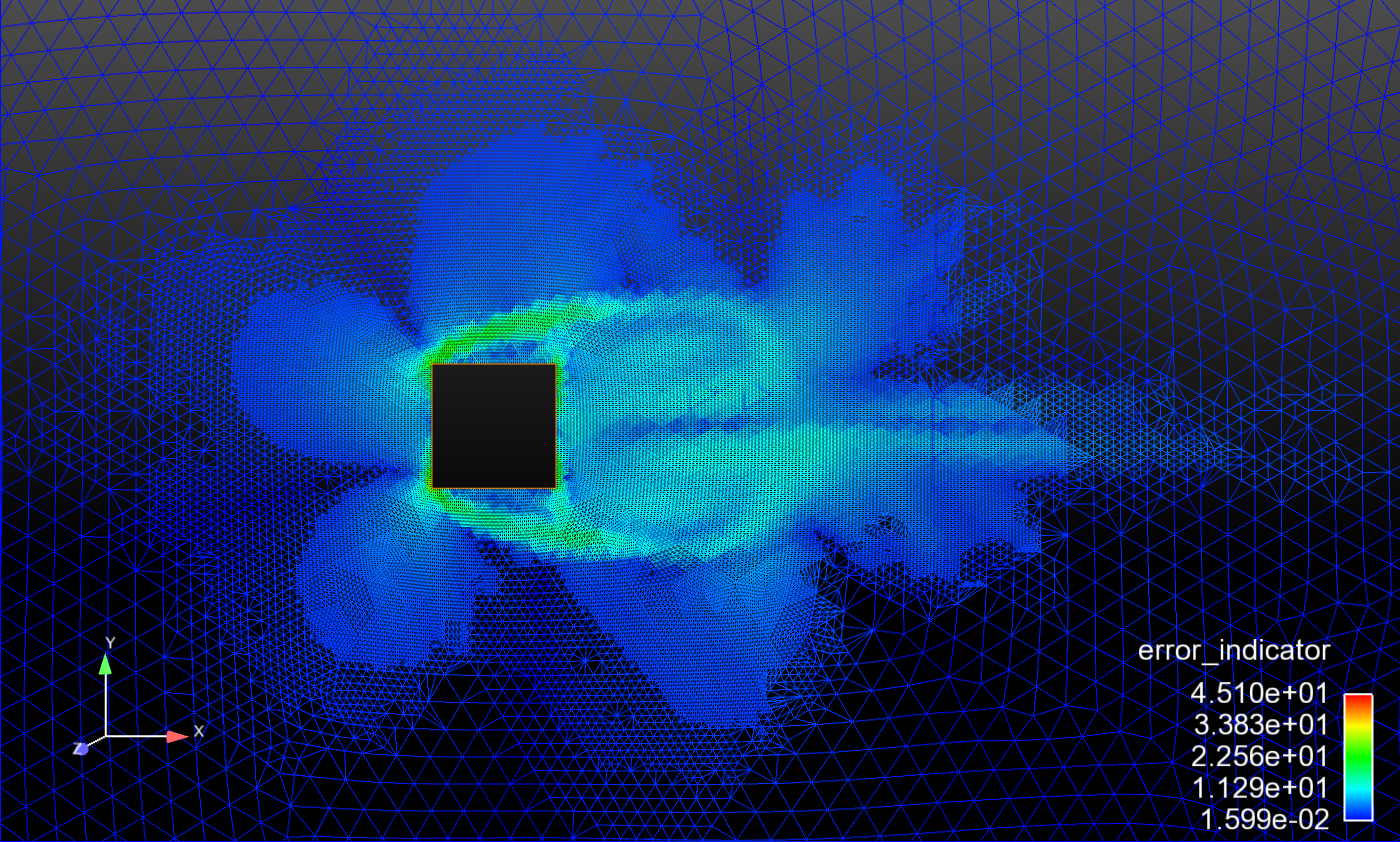 Y
X
Z
error_indicator
4.510e+01
3.383e+01
2.256e+01
1.129e+01
1.599e-02